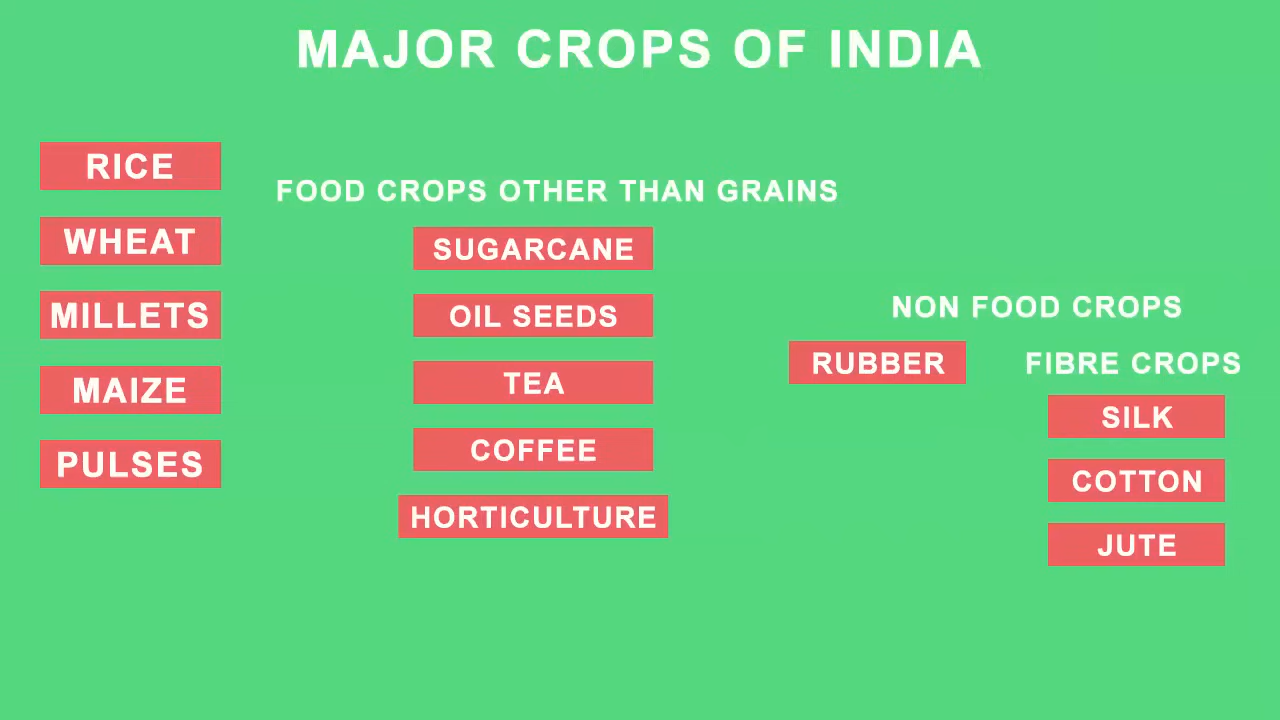 MAJOR CROPS OF INDIA
RICE
WHEAT
MILLETS
MAIZE
PULSES
FOOD CROPS OTHER THAN GRAINS
SUGARCANE
OIL SEEDS
TEA
COFFEE
HORTICULTURE
NON FOOD CROPS
RUBBER
FIBRE CROPS
SILK
COTTON
JUTE